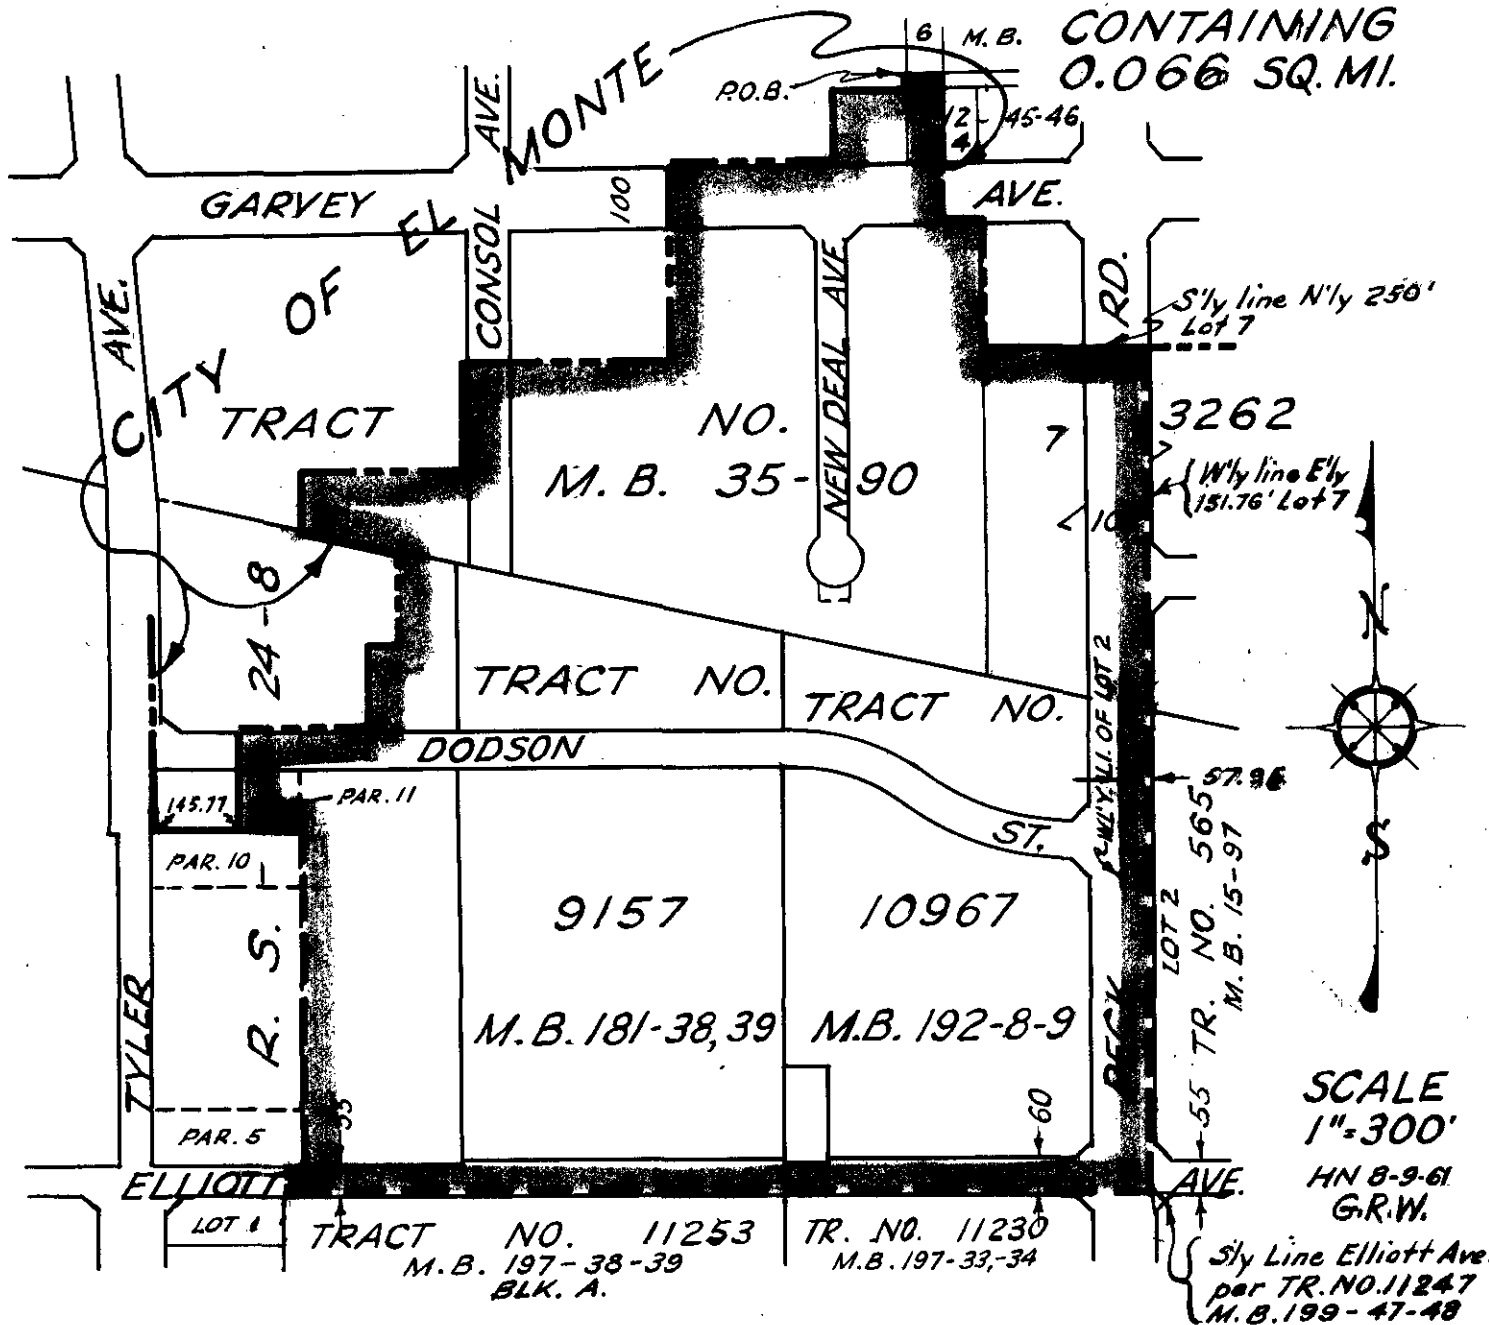 CONTAINING
0.066 SQ. MI.
6 M. B.
P.O.B.
12 - 45-46
4
CITY OF EL MONTE
GARVEY
AVE.
100
CONSOL AVE.
NEW DEAL AVE.
RD.
AVE.
S'ly line N'ly 250'
Lot 7
TRACT NO. 3262
M. B. 35-90
7
W'ly line E'ly
151.76' Lot 7
24-8
TRACT NO.
TRACT NO.
W'LY. LI. OF LOT 2
N
S
DODSON
ST.
57.96
145.77
PAR. 11
PAR. 10
R. S.
9157
10967
M.B. 181-38,39
M.B. 192-8-9
LOT 2
TR. NO. 565
M. B. 15-97
TYLER
PECK
PAR. 5
60
55
SCALE
1"=300'
HN 8-9-61
G.R.W.
ELLIOTT
AVE.
LOT 1
TRACT NO. 11253
M.B. 197-38-39
BLK. A.
TR. NO. 11230
M.B. 197-33,-34
S'ly Line Elliott Ave.
per TR. NO. 11247
M.B. 199-47-48